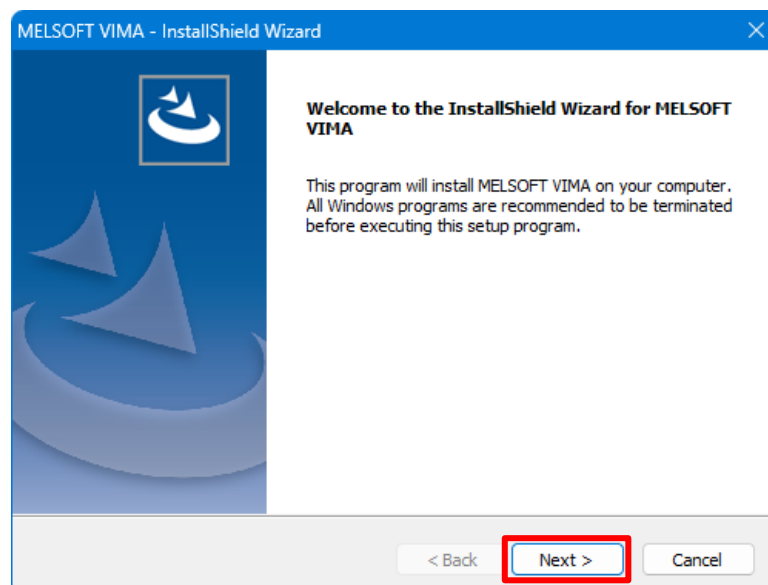 MELSOFT VIMA - InstallShield Wizard
Welcome to the InstallShield Wizard for MELSOFT
VIMA
This program will install MELSOFT VIMA on your computer.
All Windows programs are recommended to be terminated
before executing this setup program.
< Back
Next >
Cancel